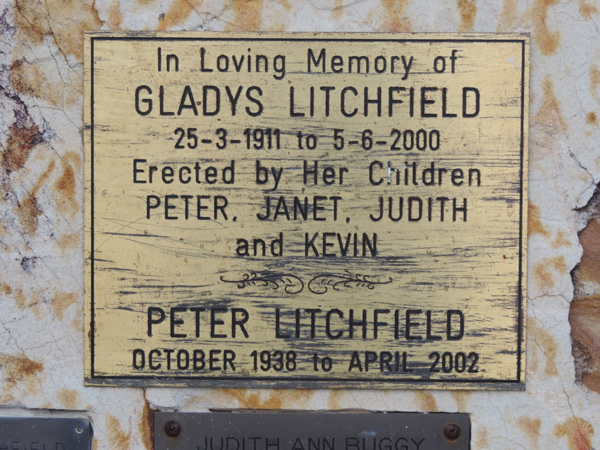 In Loving Memory of
GLADYS LITCHFIELD
25-3-1911 to 5-6-2000
Erected by Her Children
PETER, JANET, JUDITH
and KEVIN
PETER LITCHFIELD
OCTOBER 1938 to APRIL 2002
JUDITH ANN BUGGY